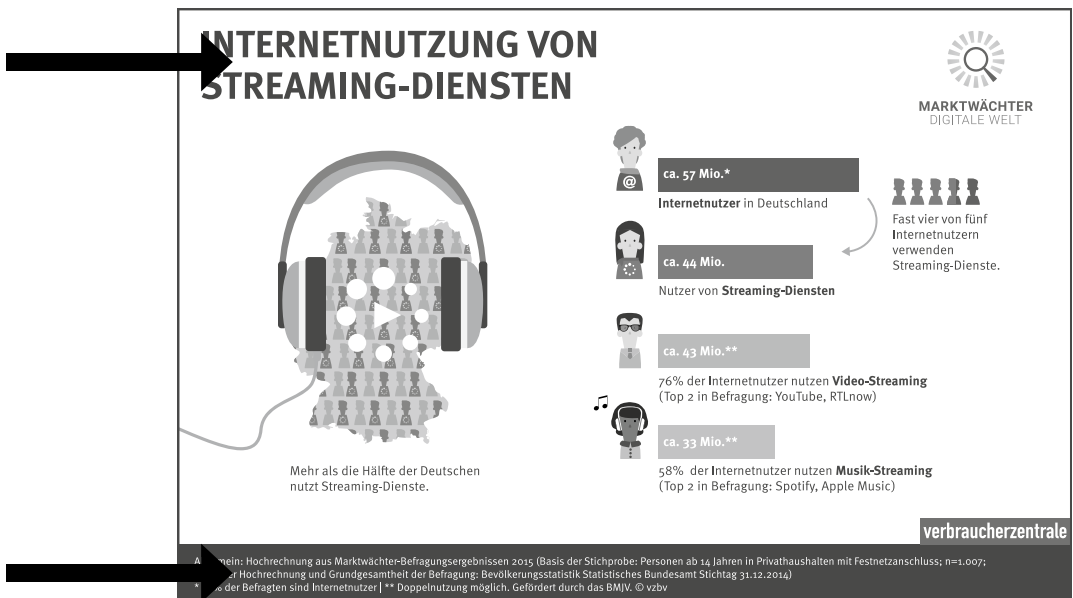 INTERNETNUTZUNG VON
STREAMING-DIENSTEN
MARKTWÄCHTER
DIGITALE WELT
@
ca. 57 Mio.*
Internetnutzer in Deutschland
Fast vier von fünf
Internetnutzern
verwenden
Streaming-Dienste.
ca. 44 Mio.
Nutzer von Streaming-Diensten
ca. 43 Mio.**
76% der Internetnutzer nutzen Video-Streaming
(Top 2 in Befragung: YouTube, RTLnow)
ca. 33 Mio.**
58% der Internetnutzer nutzen Musik-Streaming
(Top 2 in Befragung: Spotify, Apple Music)
Mehr als die Hälfte der Deutschen
nutzt Streaming-Dienste.
verbraucherzentrale
Hochrechnung aus Marktwächter-Befragungsergebnissen 2015 (Basis der Stichprobe: Personen ab 14 Jahren in Privathaushalten mit Festnetzanschluss; n=1.007;
Hochrechnung und Grundgesamtheit der Befragung: Bevölkerungsstatistik Statistisches Bundesamt Stichtag 31.12.2014)
der Befragten sind Internetnutzer | ** Doppelnutzung möglich. Gefördert durch das BMJV. © vzbv